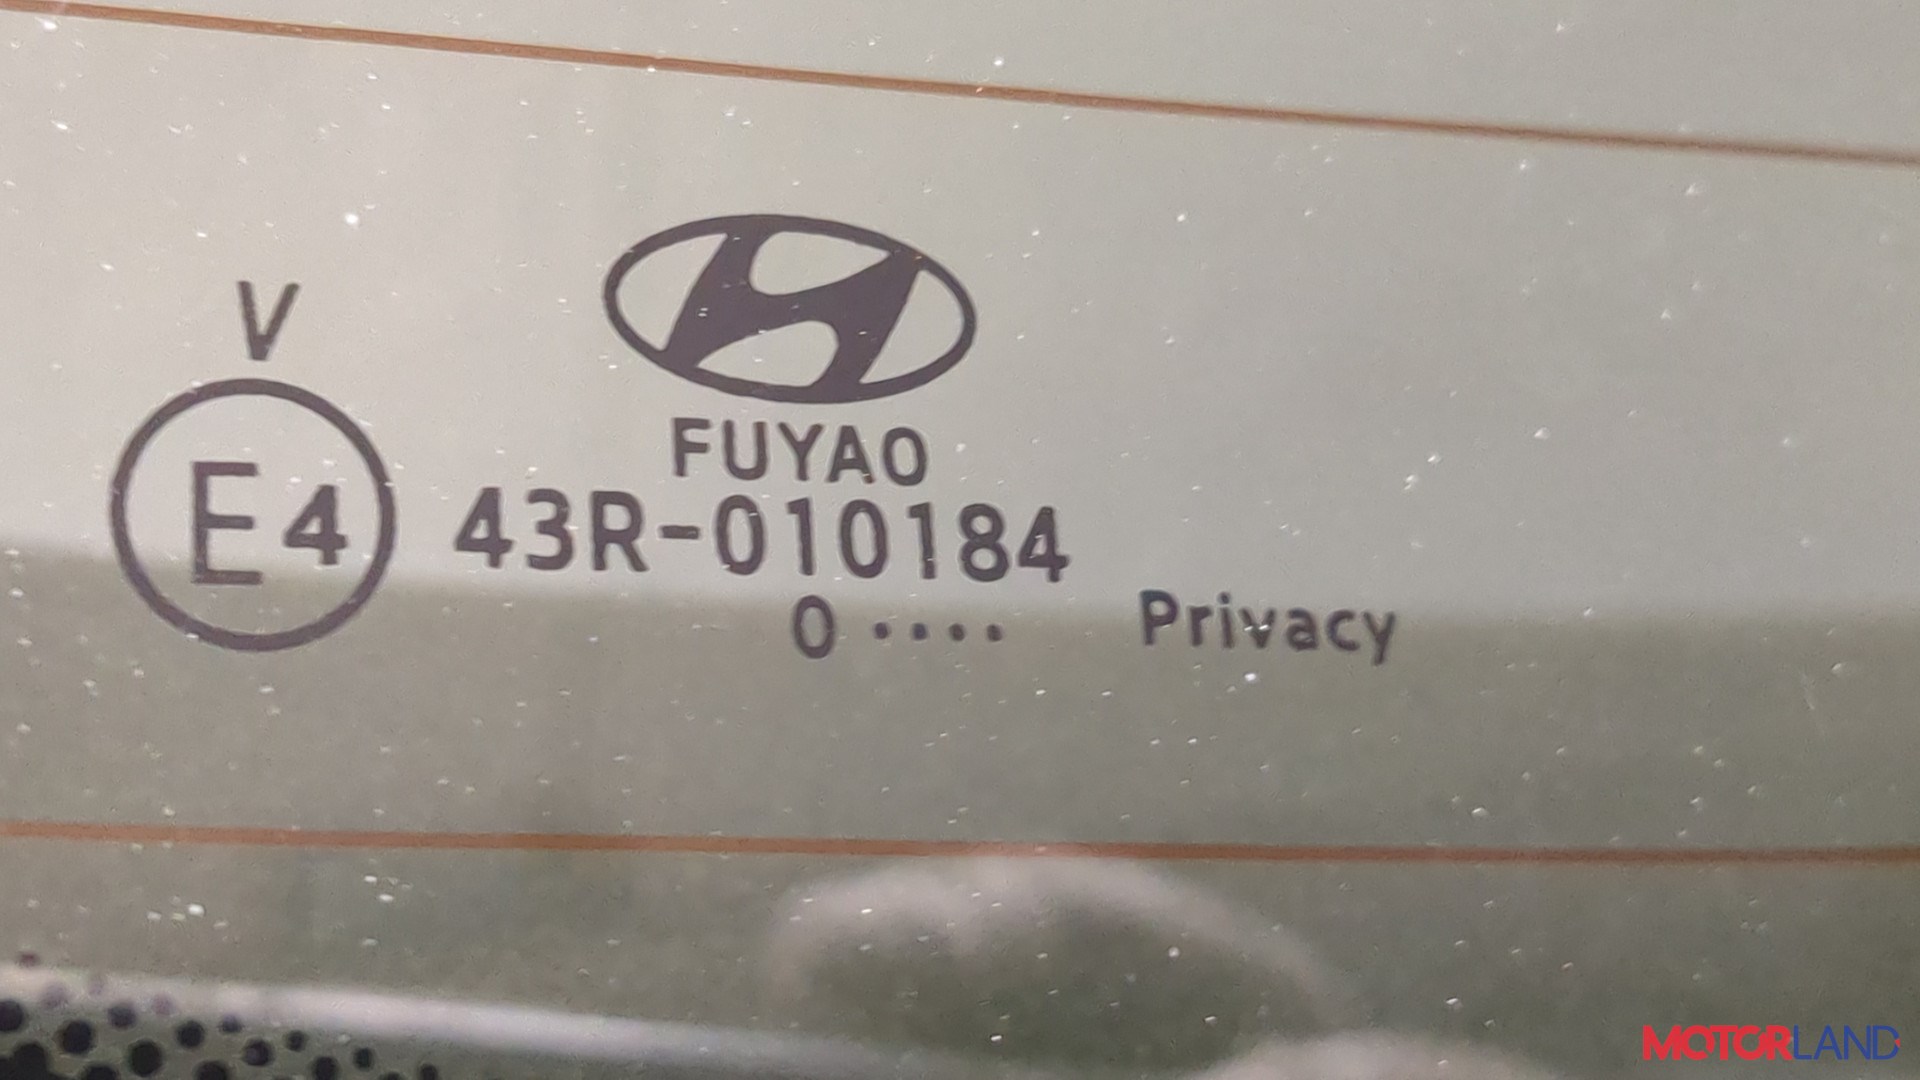 V
FUYAO
E4 43R-010184
0 •••• Privacy
MOTORLAND